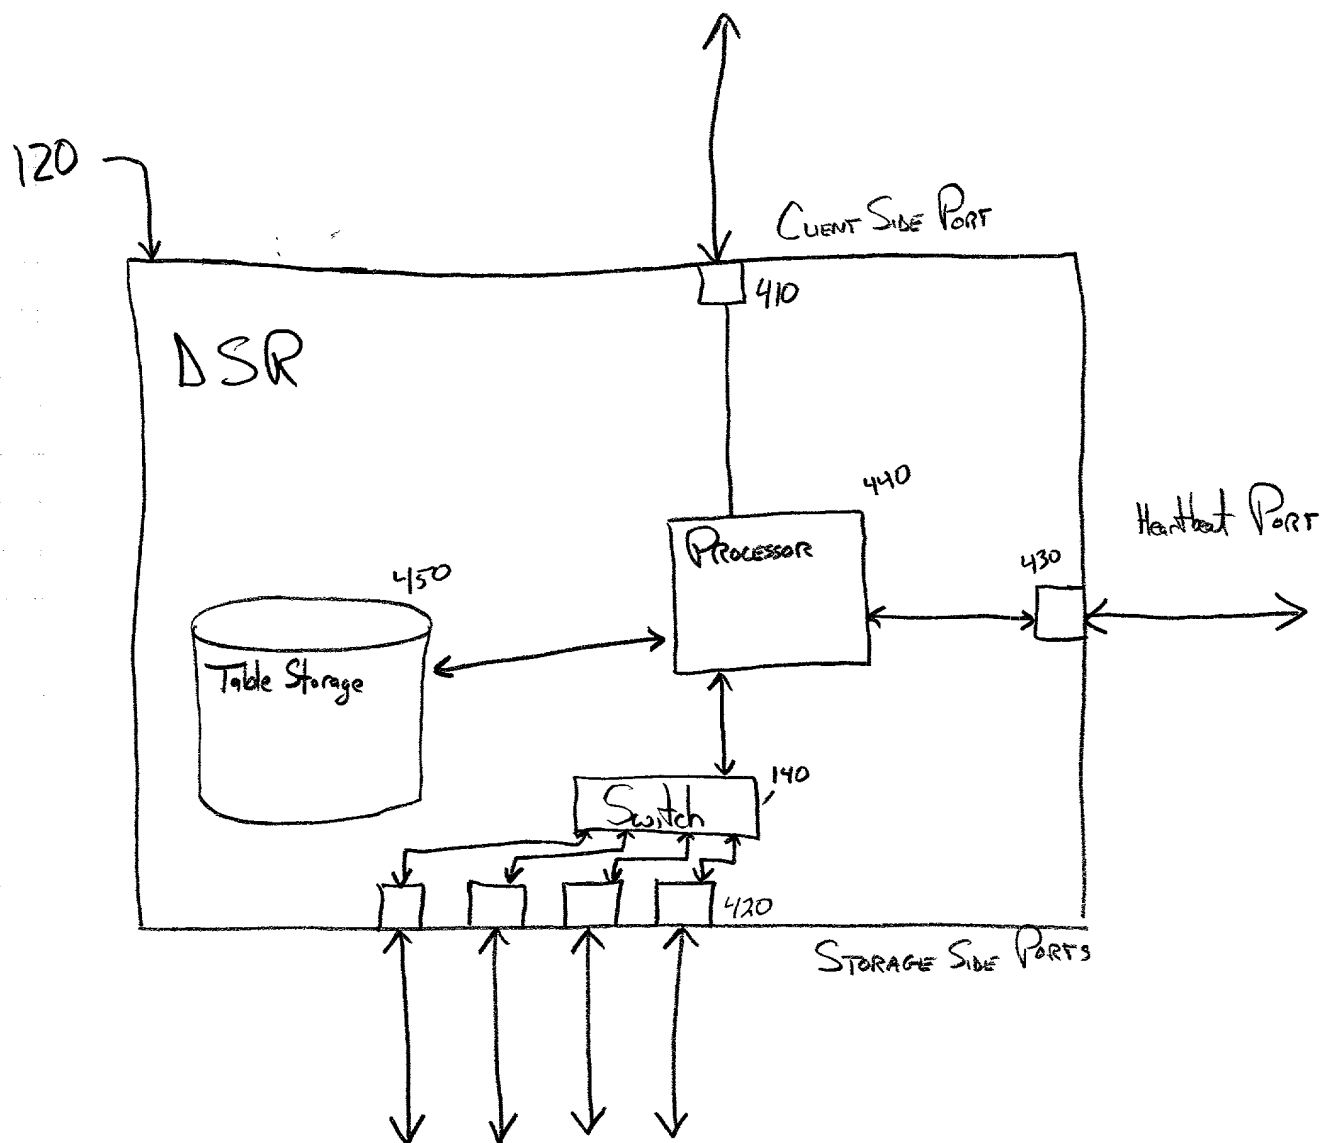 120
CLIENT SIDE PORT
410
DSR
440
PROCESSOR
Heartbeat PORT
430
450
Table Storage
140
Switch
420
STORAGE SIDE PORTS